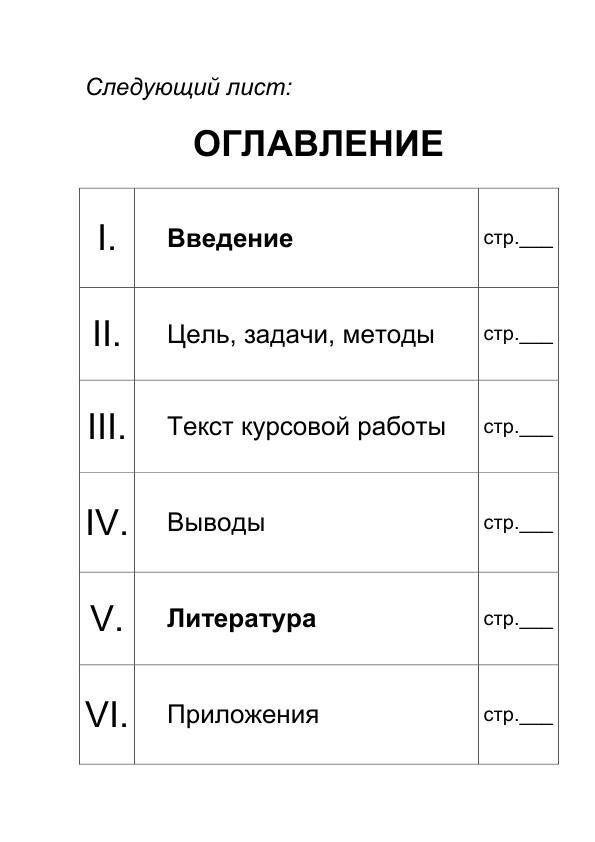 Следующий лист:
ОГЛАВЛЕНИЕ
I. Введение стр.___
II. Цель, задачи, методы стр.___
III. Текст курсовой работы стр.___
IV. Выводы стр.___
V. Литература стр.___
VI. Приложения стр.___